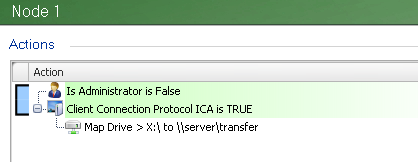 Node 1
Actions
Action
Is Administrator is False
Client Connection Protocol ICA is TRUE
Map Drive > X:\ to \\server\transfer